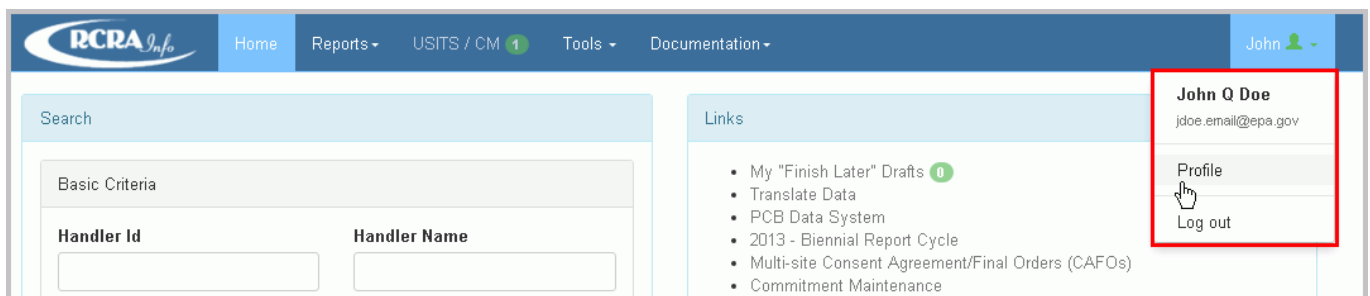 RCRAInfo Home Reports USITS / CM 1 Tools Documentation John
John Q Doe
jdoe.email@epa.gov
Profile
Log out
Search
Basic Criteria
Handler Id Handler Name
Links
My "Finish Later" Drafts 0
Translate Data
PCB Data System
2013 - Biennial Report Cycle
Multi-site Consent Agreement/Final Orders (CAFOs)
Commitment Maintenance